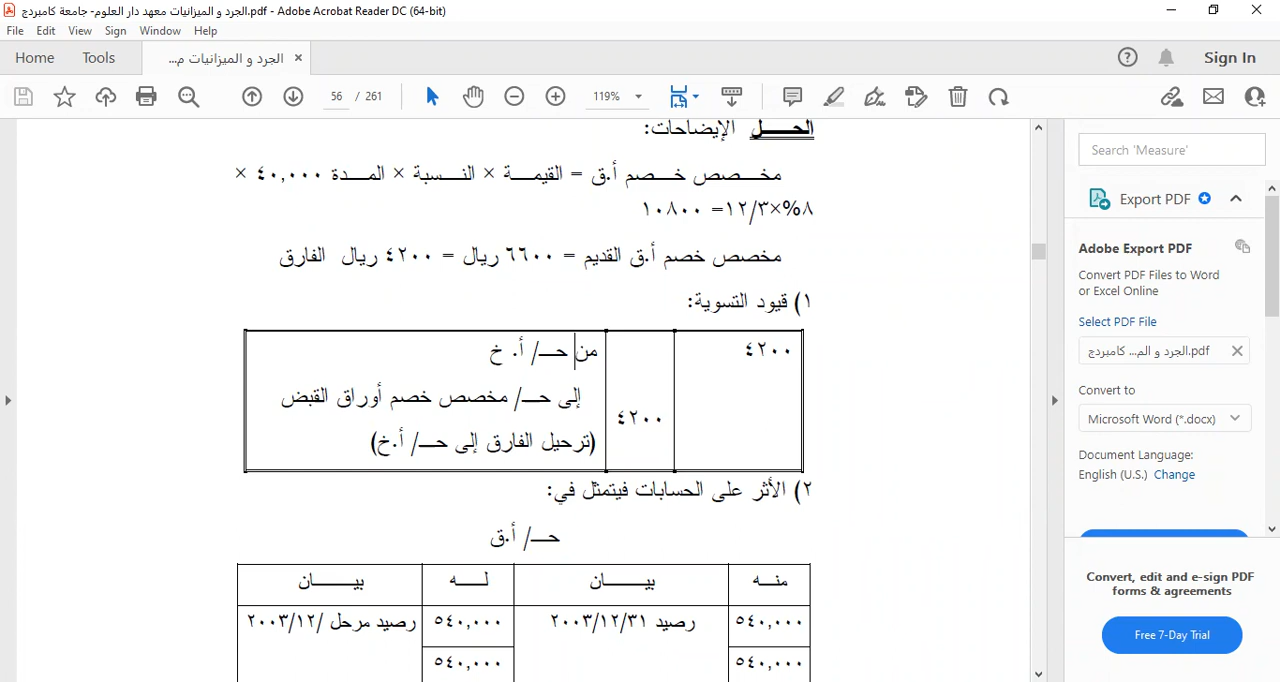 الجرد و الميزانيات معهد دار العلوم- جامعة كامبردج.pdf - Adobe Acrobat Reader DC (64-bit)
File Edit View Sign Window Help
Home Tools الجرد و الميزانيات م... × Sign In
56 / 261 119%
الحــــل الإيضاحات:
مخـــصص خـــصم أ.ق = القيمـــة × النـــسبة × المـــدة ٤٠,٠٠٠ ×
٨%×١٢/٣= ١٠٨٠٠
مخصص خصم أ.ق القديم = ٦٦٠٠ ريال = ٤٢٠٠ ريال الفارق
١) قيود التسوية:
٤٢٠٠ من حـــ/ أ. خ
٤٢٠٠ إلى حـــ/ مخصص خصم أوراق القبض
(ترحيل الفارق إلى حـــ/ أ.خ)
٢) الأثر على الحسابات فيتمثل في:
حـــ/ أ.ق
منـــه بيـــــــان لــــه بيـــــــان
٥٤٠,٠٠٠ رصيد ٢٠٠٣/١٢/٣١ ٥٤٠,٠٠٠ رصيد مرحل /٢٠٠٣/١٢
٥٤٠,٠٠٠ ٥٤٠,٠٠٠
Search 'Measure'
Export PDF
Adobe Export PDF
Convert PDF Files to Word
or Excel Online
Select PDF File
الجرد و الم... كامبردج.pdf
Convert to
Microsoft Word (*.docx)
Document Language:
English (U.S.) Change
Convert, edit and e-sign PDF
forms & agreements
Free 7-Day Trial